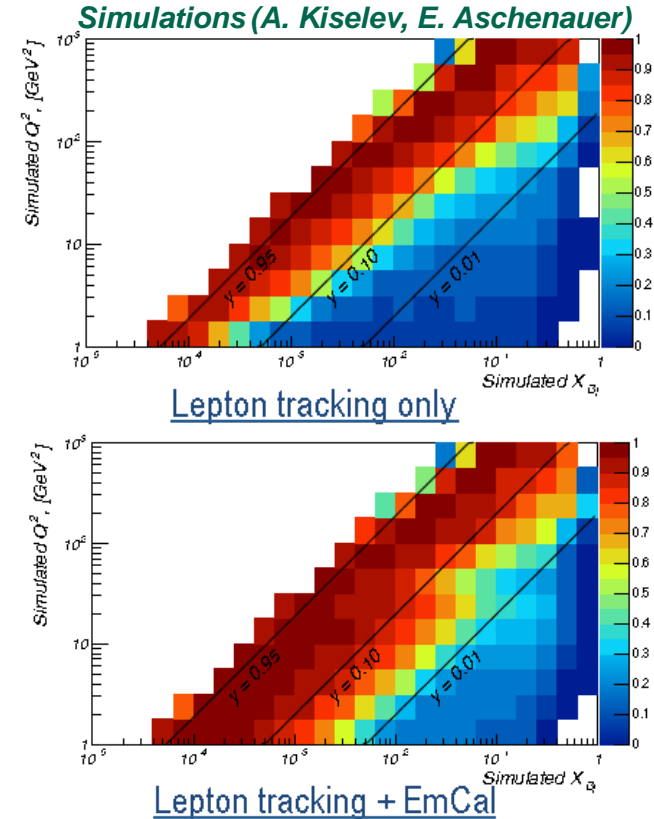 Simulations (A. Kiselev, E. Aschenauer)
Simulated Q², [GeV²]
10³
10²
10
1
y = 0.95
y = 0.10
y = 0.01
10⁻⁵ 10⁻⁴ 10⁻³ 10⁻² 10⁻¹ 1
Simulated X_Bj
1
0.9
0.8
0.7
0.6
0.5
0.4
0.3
0.2
0.1
0
Lepton tracking only
Simulated Q², [GeV²]
10³
10²
10
1
y = 0.95
y = 0.10
y = 0.01
10⁻⁵ 10⁻⁴ 10⁻³ 10⁻² 10⁻¹ 1
Simulated X_Bj
1
0.9
0.8
0.7
0.6
0.5
0.4
0.3
0.2
0.1
0
Lepton tracking + EmCal